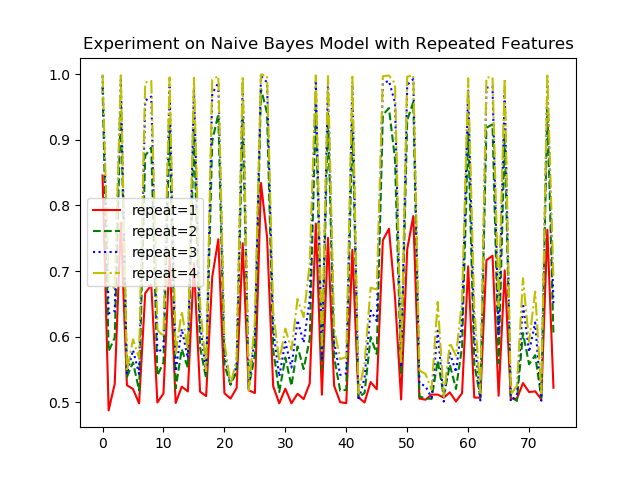 Experiment on Naive Bayes Model with Repeated Features
1.0
0.9
0.8
0.7
0.6
0.5
repeat=1
repeat=2
repeat=3
repeat=4
0 10 20 30 40 50 60 70